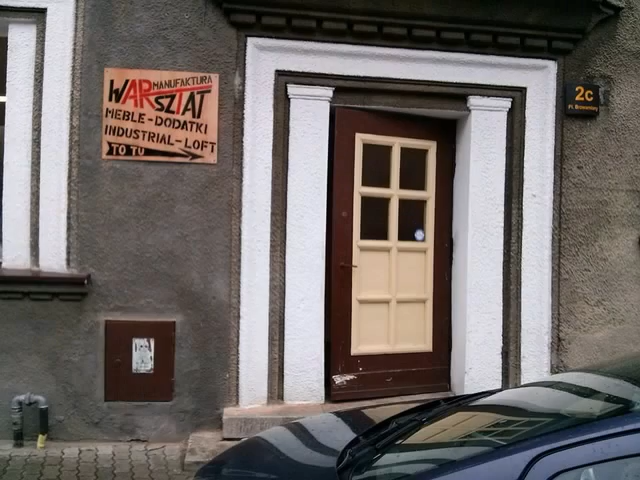 MANUFAKTURA
WARSZTAT
MEBLE-DODATKI
INDUSTRIAL-LOFT
TO TU
2c